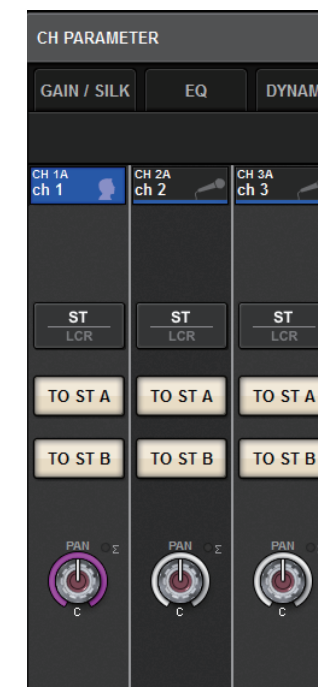 CH PARAMETER
GAIN / SILK EQ DYNAM
CH 1A CH 2A CH 3A
ch 1 ch 2 ch 3
ST ST ST
LCR LCR LCR
TO ST A TO ST A TO ST A
TO ST B TO ST B TO ST B
PAN Σ PAN Σ PAN
C C C